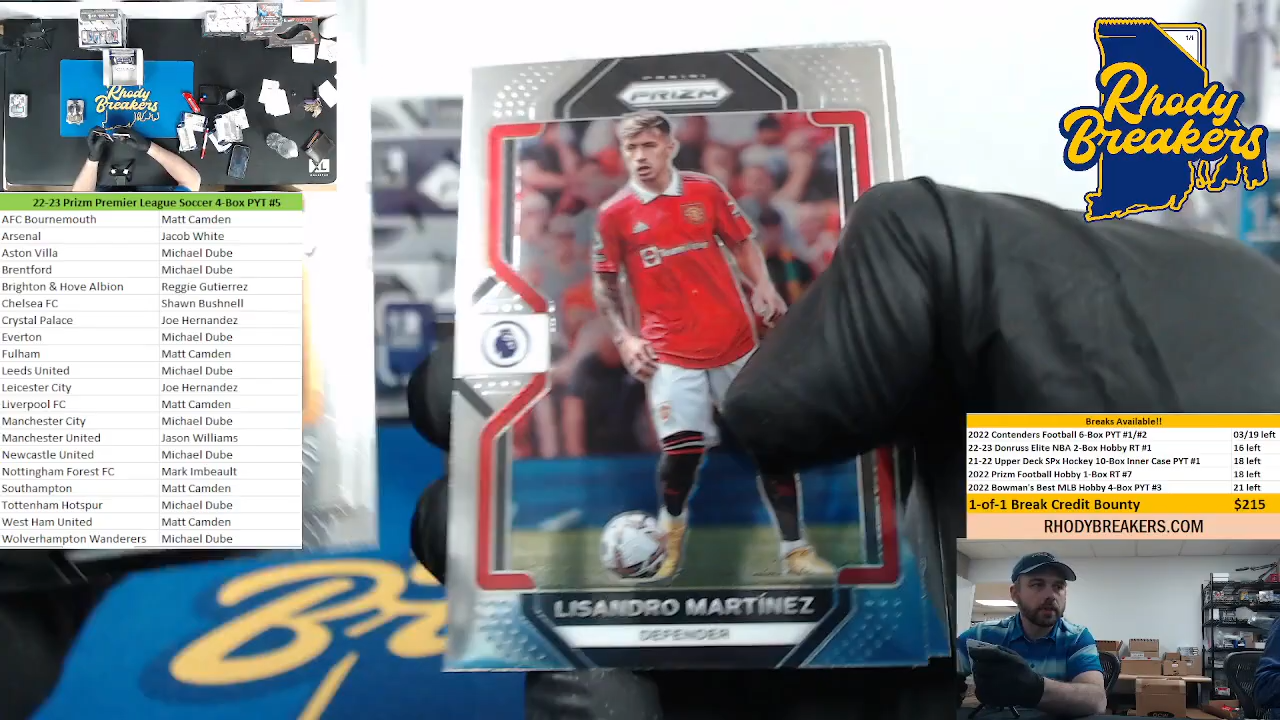 Rhody
Breakers
XL
22-23 Prizm Premier League Soccer 4-Box PYT #5
AFC Bournemouth Matt Camden
Arsenal Jacob White
Aston Villa Michael Dube
Brentford Michael Dube
Brighton & Hove Albion Reggie Gutierrez
Chelsea FC Shawn Bushnell
Crystal Palace Joe Hernandez
Everton Michael Dube
Fulham Matt Camden
Leeds United Michael Dube
Leicester City Joe Hernandez
Liverpool FC Matt Camden
Manchester City Michael Dube
Manchester United Jason Williams
Newcastle United Michael Dube
Nottingham Forest FC Mark Imbeault
Southampton Matt Camden
Tottenham Hotspur Michael Dube
West Ham United Matt Camden
Wolverhampton Wanderers Michael Dube
PANINI
PRIZM
TeamViewer
LISANDRO MARTÍNEZ
DEFENDER
1/1
Rhody
Breakers
Breaks Available!!
2022 Contenders Football 6-Box PYT #1/#2 03/19 left
22-23 Donruss Elite NBA 2-Box Hobby RT #1 16 left
21-22 Upper Deck SPx Hockey 10-Box Inner Case PYT #1 18 left
2022 Prizm Football Hobby 1-Box RT #7 18 left
2022 Bowman's Best MLB Hobby 4-Box PYT #3 21 left
1-of-1 Break Credit Bounty $215
RHODYBREAKERS.COM